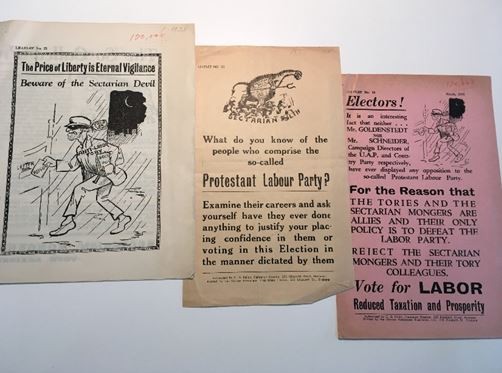 LEAFLET No. 25
The Price of Liberty is Eternal Vigilance
Beware of the Sectarian Devil
SECTARIAN
What do you know of the
people who comprise the
so-called
Protestant Labour Party?
Examine their careers and ask
yourself have they ever done
anything to justify your plac-
ing confidence in them or
voting in this Election in
the manner dictated by them
Electors!
It is an interesting
fact that neither . . .
Mr. GOLDENSTEDT
nor
Mr. SCHNEIDER,
Campaign Directors of
the U.A.P. and Coun-
try Party respectively,
have ever displayed any opposition to the
so-called Protestant Labour Party.
For the Reason that
THE TORIES AND THE
SECTARIAN MONGERS ARE
ALLIES AND THEIR ONLY
POLICY IS TO DEFEAT THE
LABOR PARTY.
REJECT THE SECTARIAN
MONGERS AND THEIR TORY
COLLEAGUES.
Vote for LABOR
Reduced Taxation and Prosperity